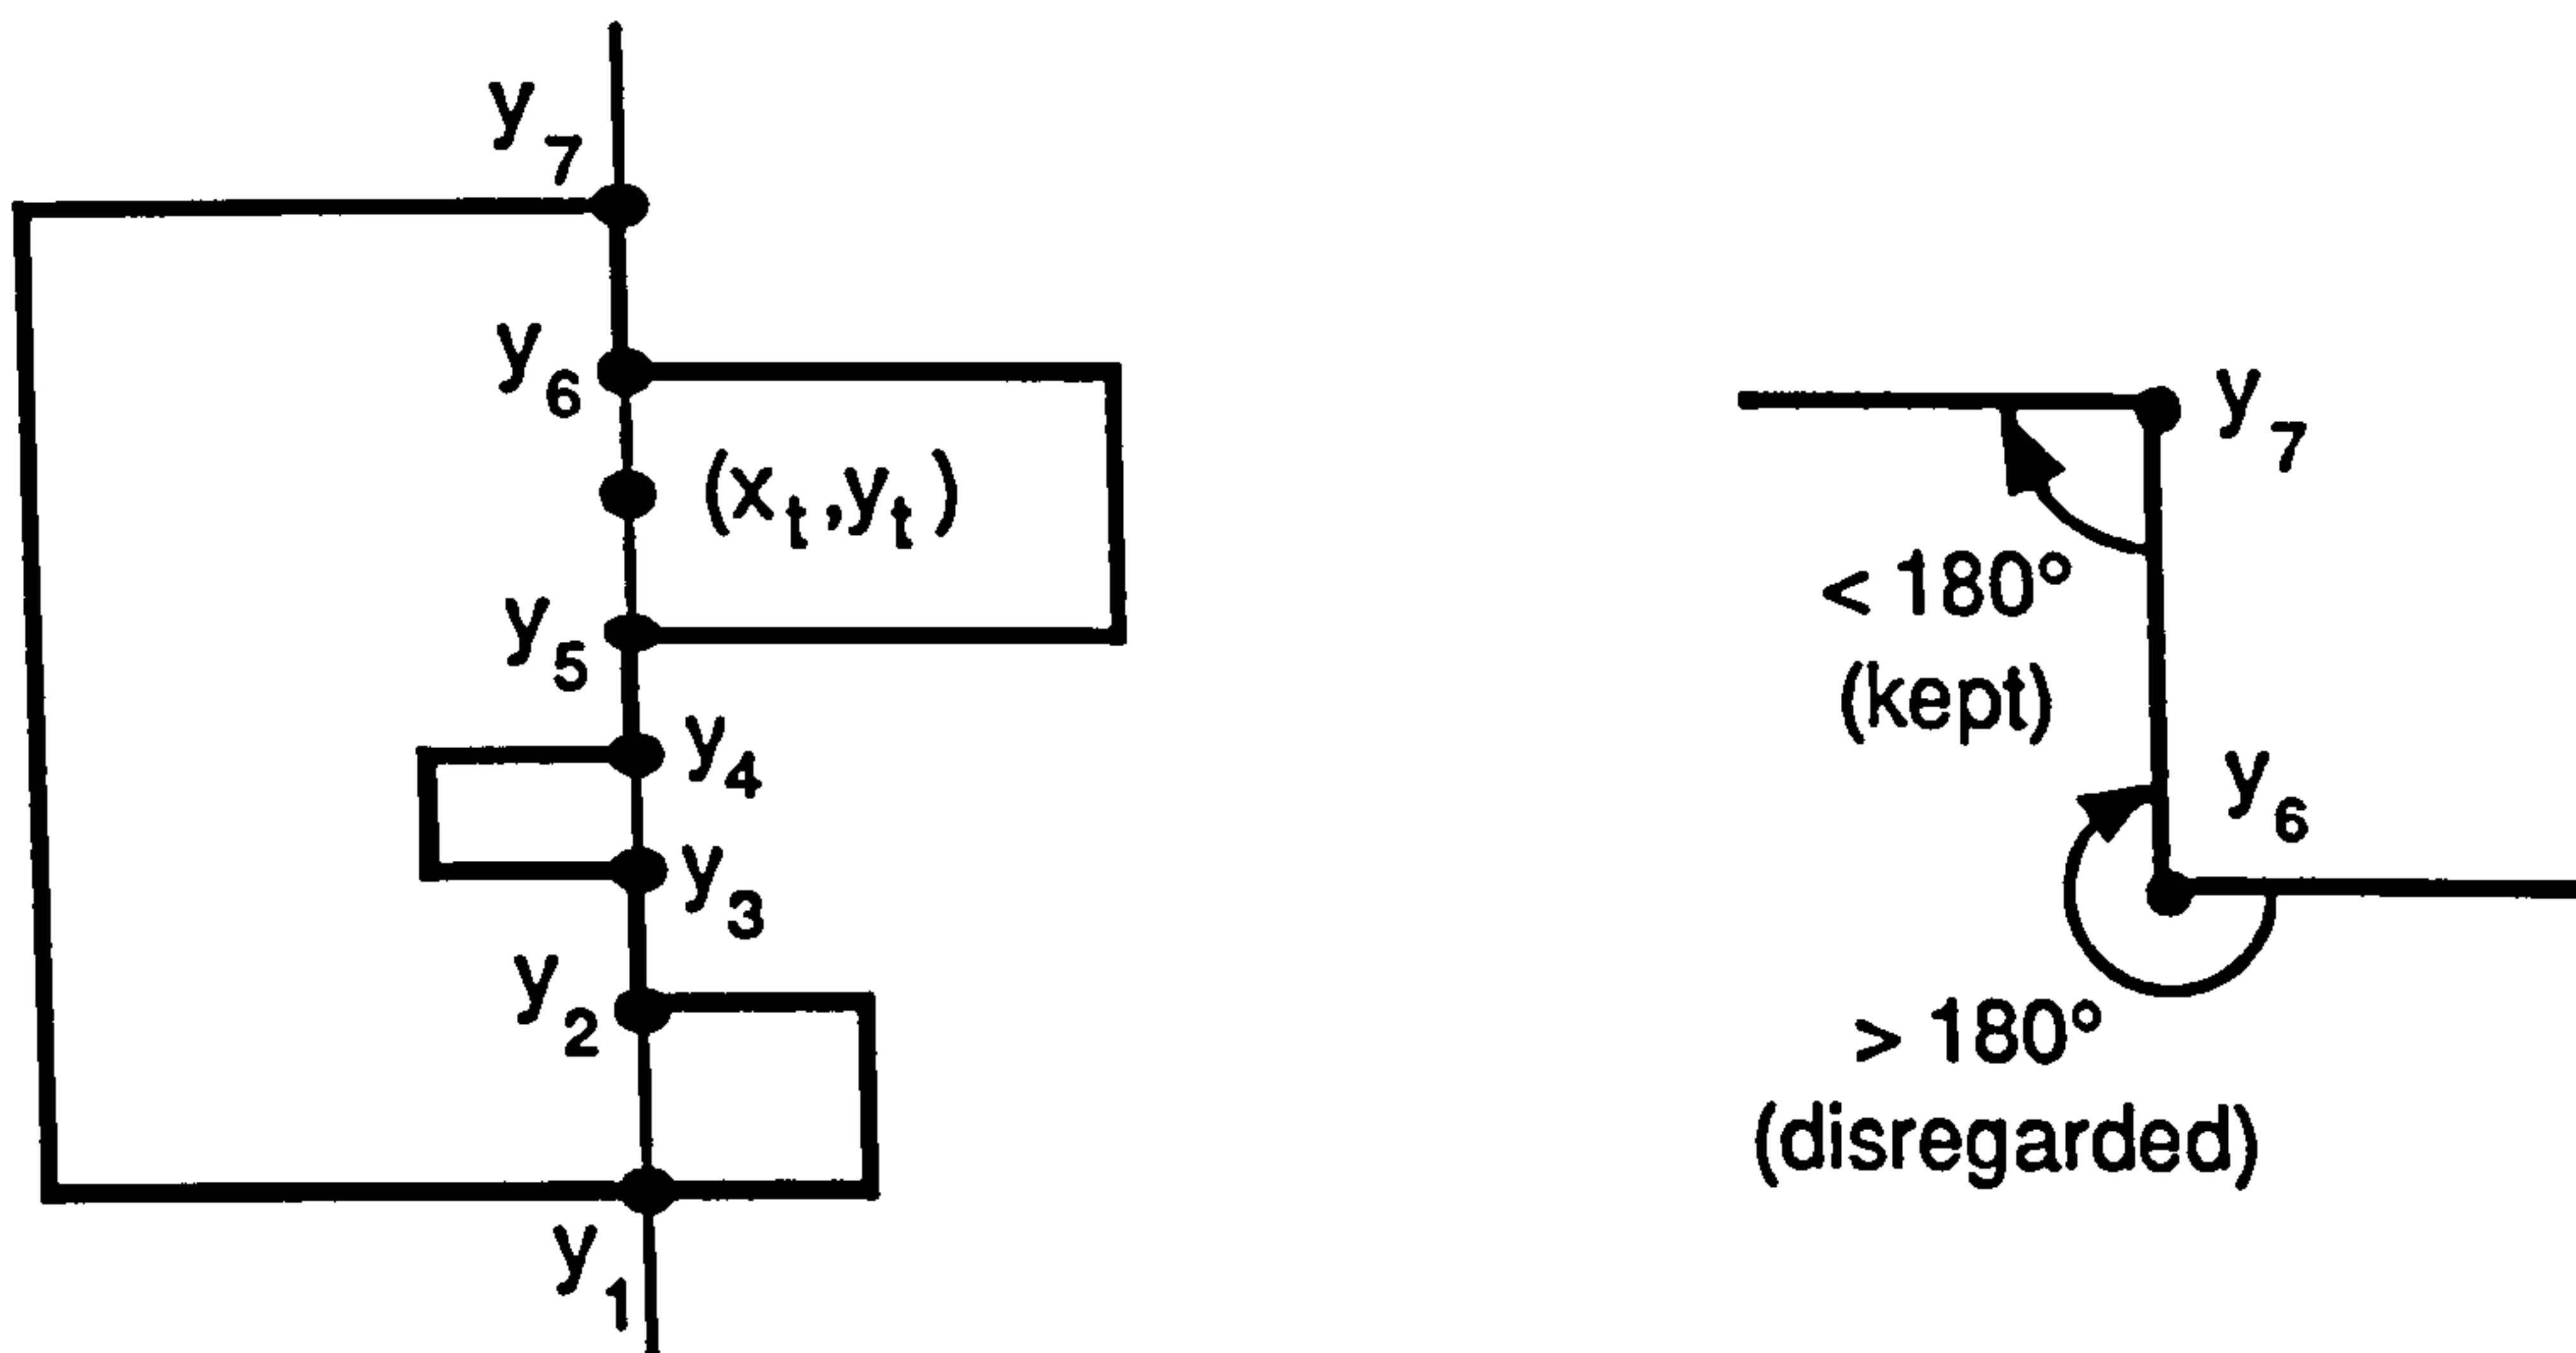 y7
y6
(xt,yt)
y5
y4
y3
y2
y1
y7
< 180°
(kept)
y6
> 180°
(disregarded)